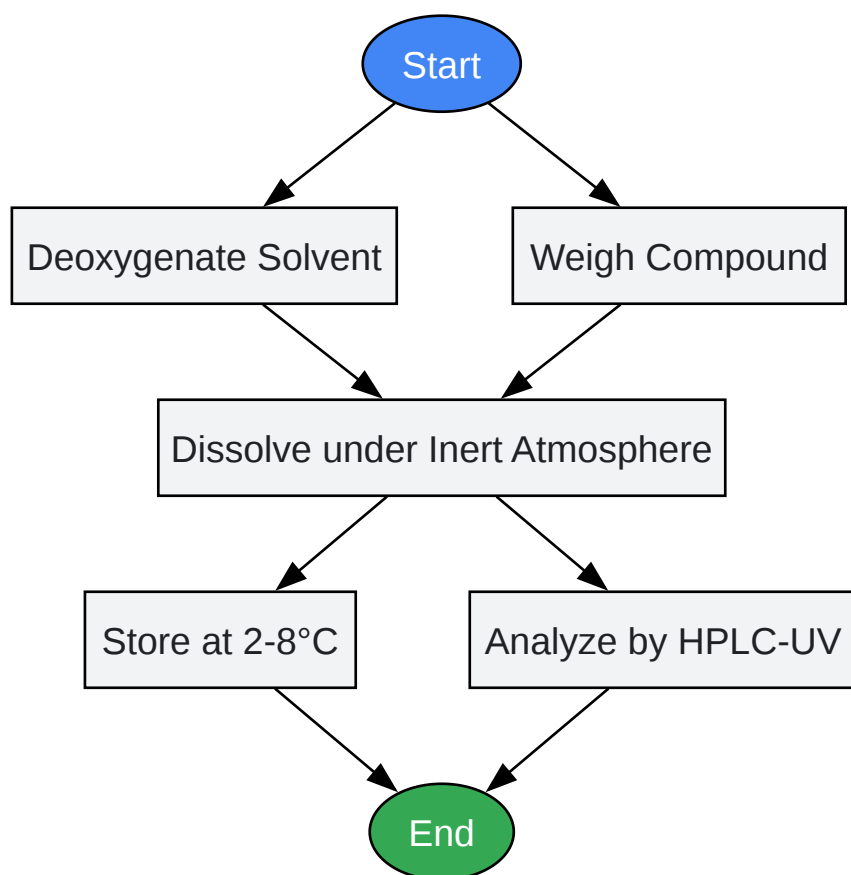 Start
Deoxygenate Solvent
Weigh Compound
Dissolve under Inert Atmosphere
Store at 2-8°C
Analyze by HPLC-UV
End